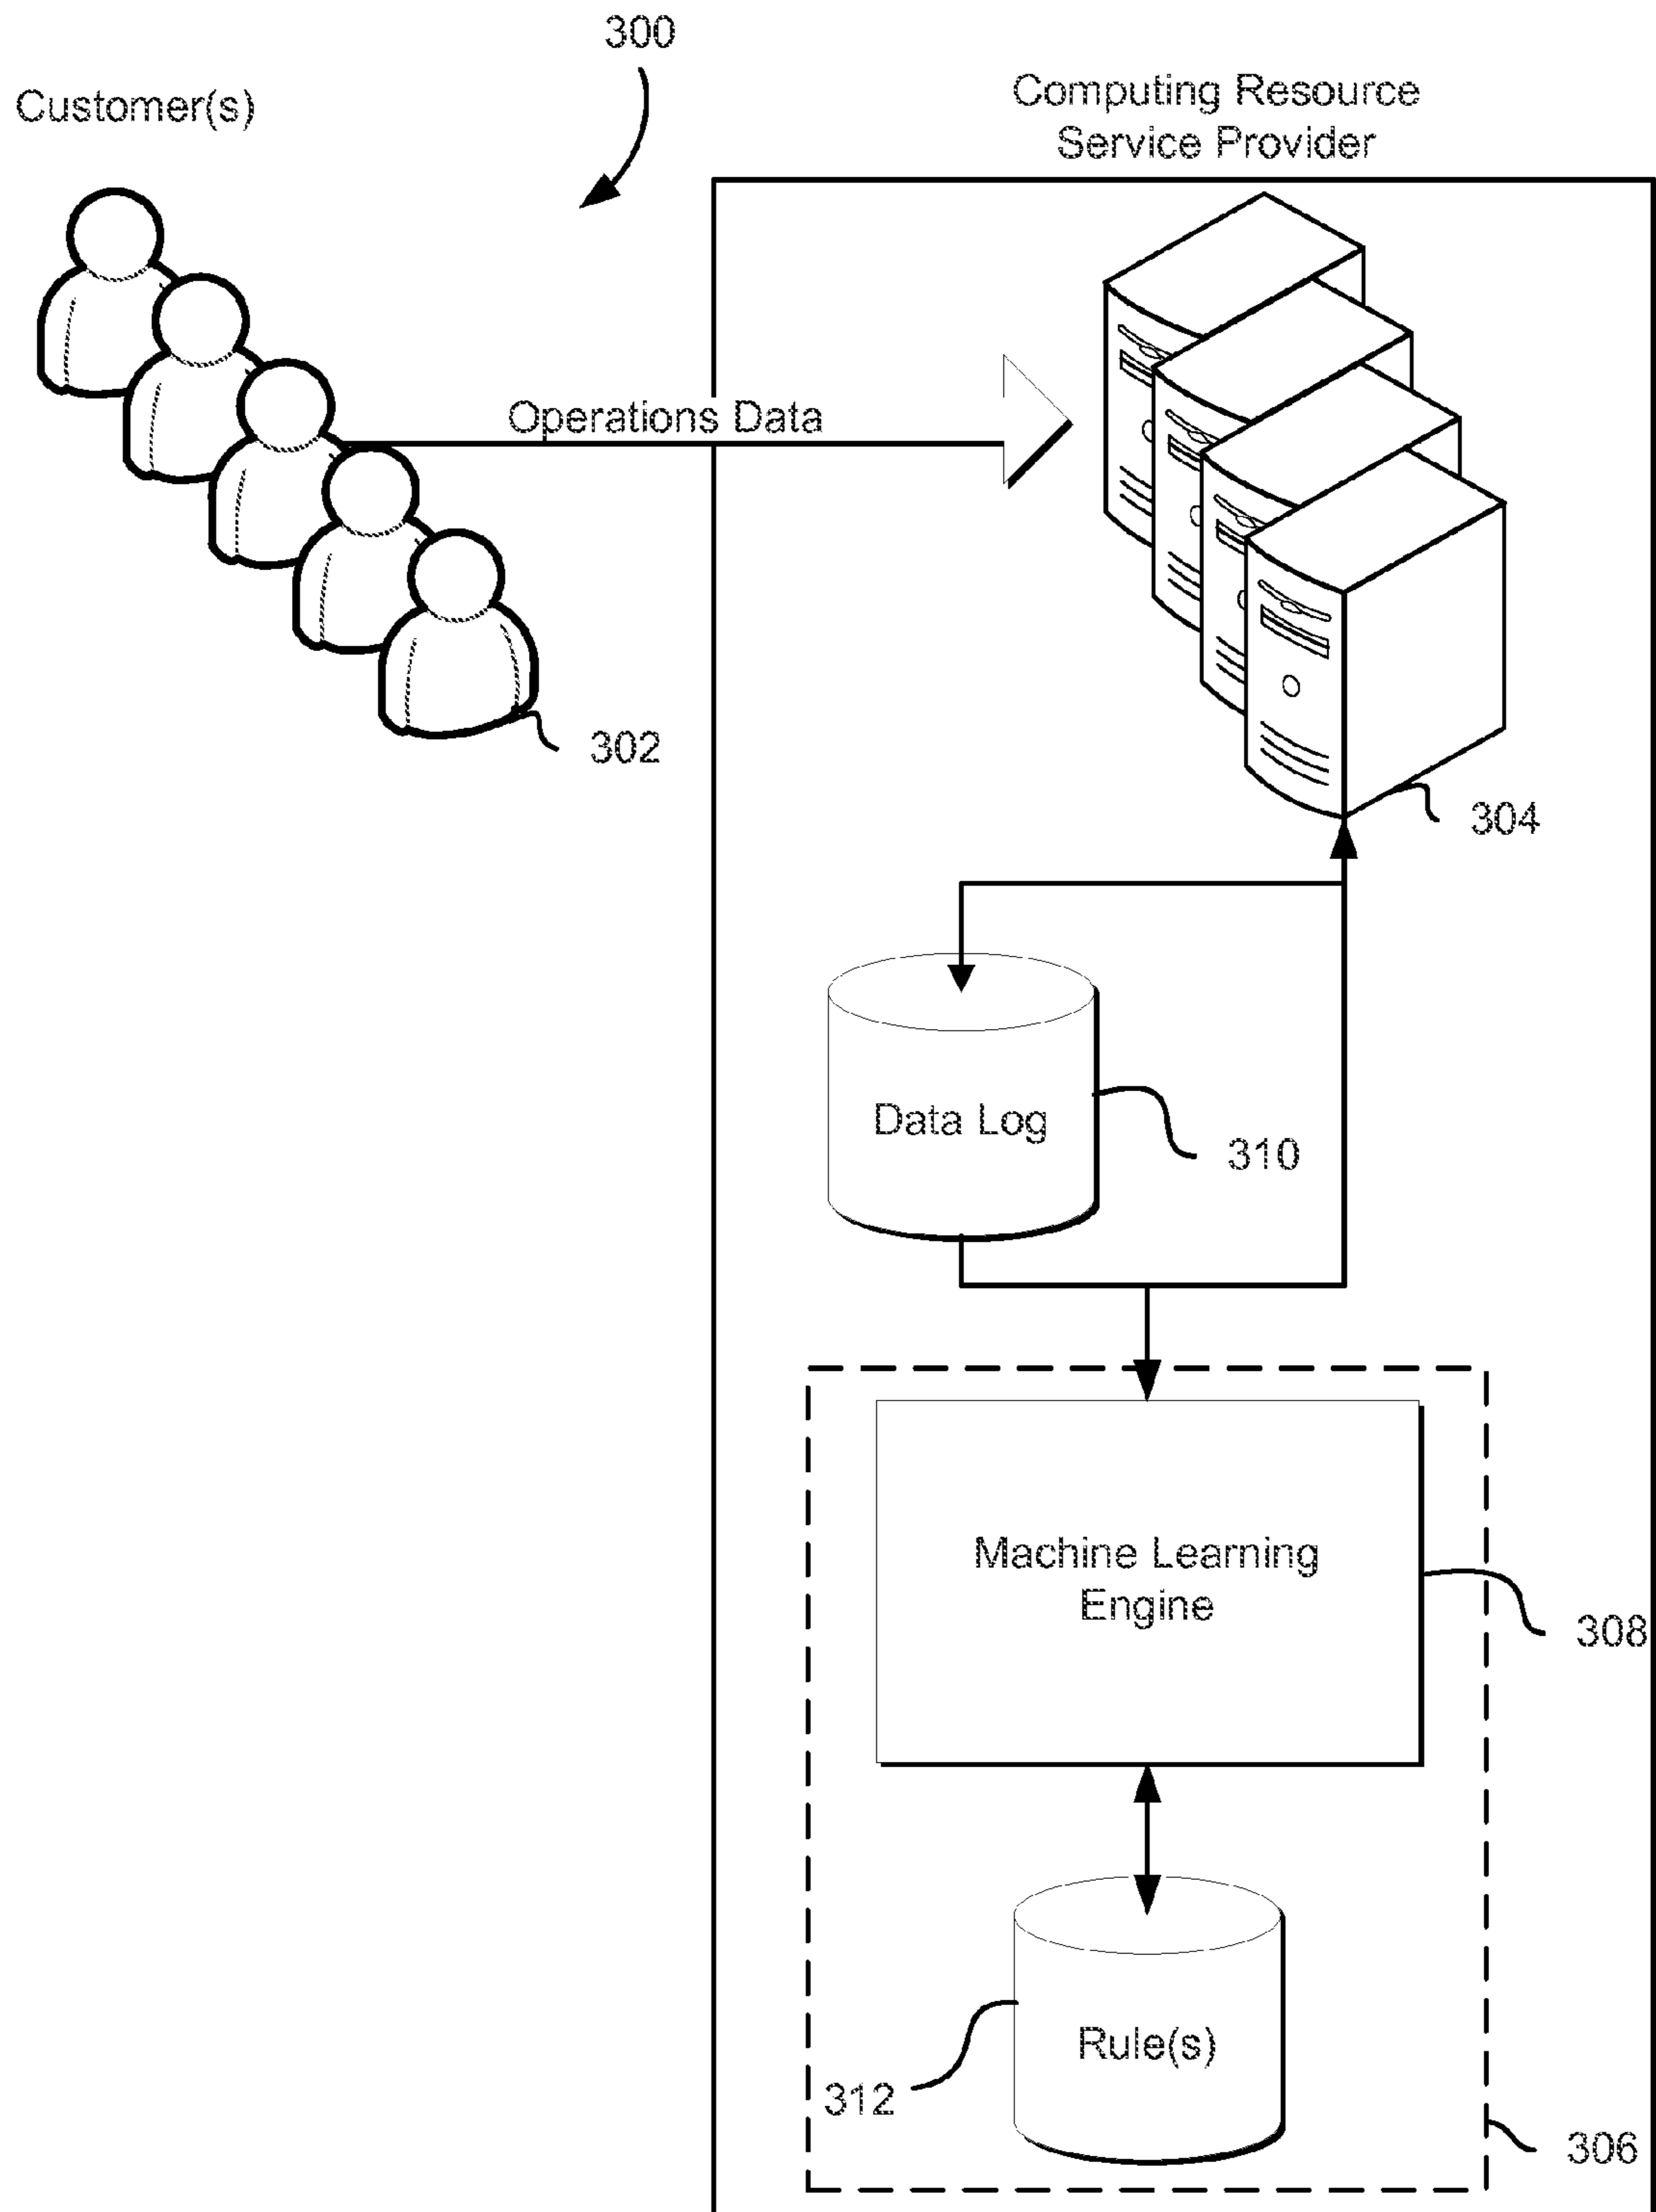 300
Customer(s)
Computing Resource
Service Provider
Operations Data
302
304
Data Log
310
Machine Learning
Engine
308
Rule(s)
312
306